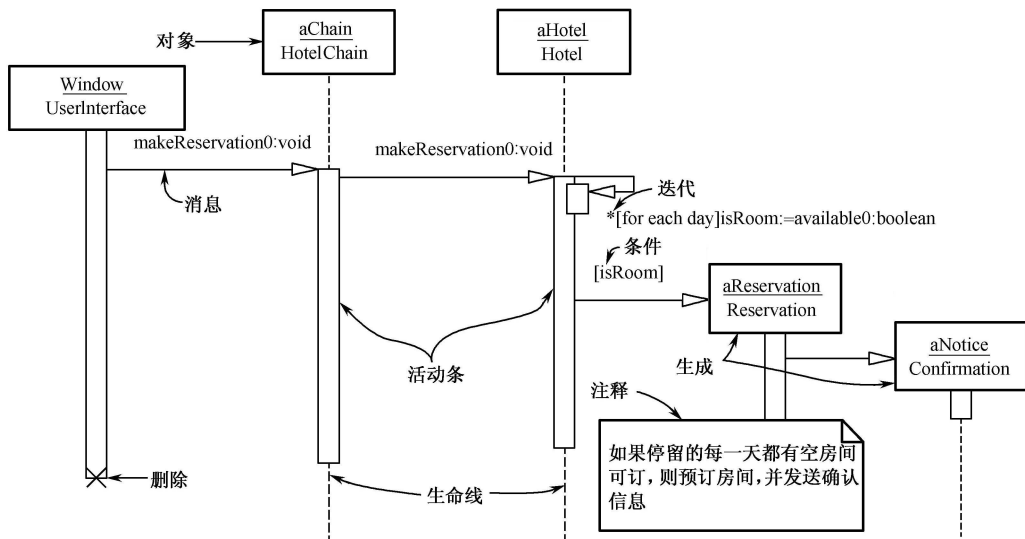 对象
aChain
HotelChain
aHotel
Hotel
Window
UserInterface
makeReservation0:void
makeReservation0:void
消息
迭代
*[for each day]isRoom:=available0:boolean
条件
[isRoom]
aReservation
Reservation
aNotice
Confirmation
活动条
生成
注释
如果停留的每一天都有空房间
可订，则预订房间，并发送确认
信息
删除
生命线